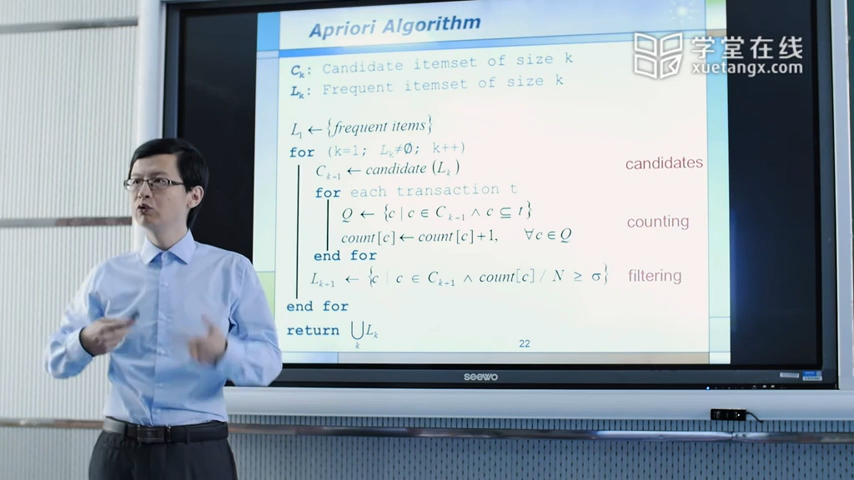 Apriori Algorithm
学堂在线
xuetangx.com
Cₖ: Candidate itemset of size k
Lₖ: Frequent itemset of size k
L₁ ← {frequent items}
for (k=1; Lₖ≠Ø; k++)
Cₖ₊₁ ← candidate (Lₖ) candidates
for each transaction t
Q ← {c | c ∈ Cₖ₊₁ ∧ c ⊆ t}
count[c] ← count[c]+1, ∀c∈Q counting
end for
Lₖ₊₁ ← {c | c ∈ Cₖ₊₁ ∧ count[c] / N ≥ σ} filtering
end for
return ⋃ₖ Lₖ
22
seewo